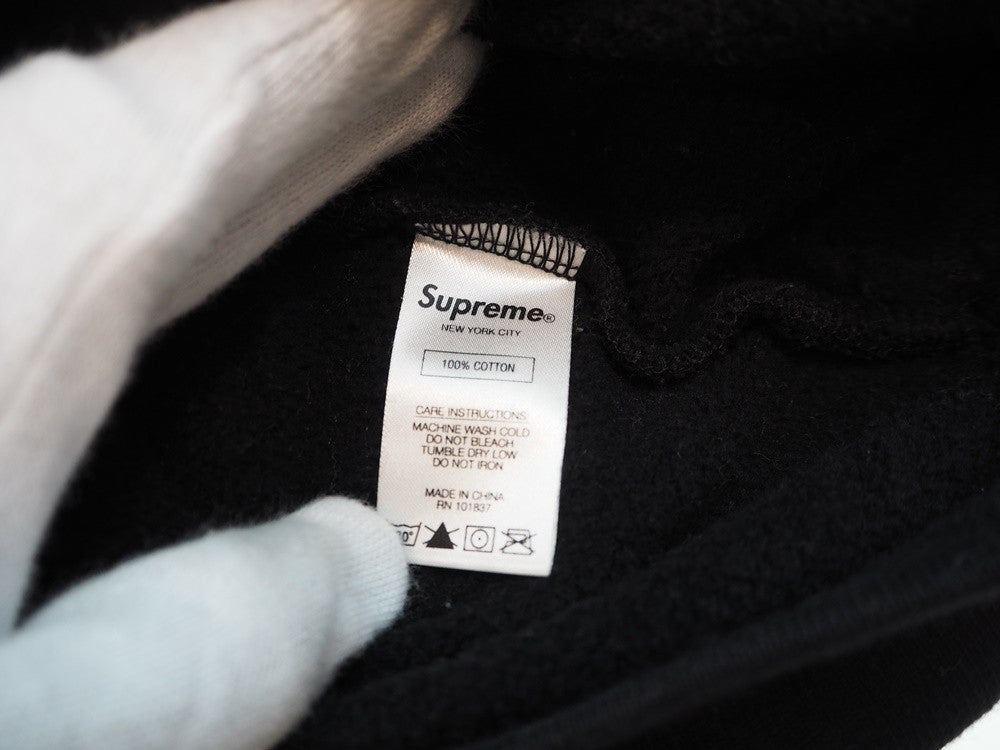 Supreme®
NEW YORK CITY
100% COTTON
CARE INSTRUCTIONS
MACHINE WASH COLD
DO NOT BLEACH
TUMBLE DRY LOW
DO NOT IRON
MADE IN CHINA
RN 101837